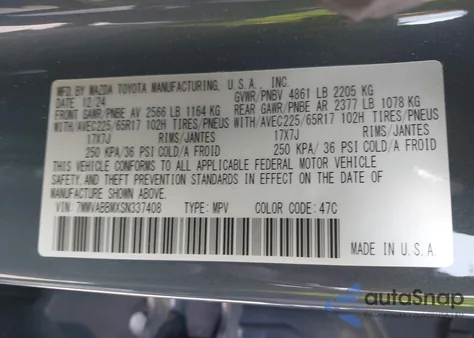 MFD BY MAZDA TOYOTA MANUFACTURING, U.S.A., INC.
DATE 12/24 GVWR/PNBV 4861 LB 2205 KG
FRONT GAWR/PNBE AV 2566 LB 1164 KG REAR GAWR/PNBE AR 2377 LB 1078 KG
WITH/AVEC225/65R17 102H TIRES/PNEUS WITH/AVEC225/65R17 102H TIRES/PNEUS
17X7J RIMS/JANTES 17X7J RIMS/JANTES
250 KPA/36 PSI COLD/A FROID 250 KPA/36 PSI COLD/A FROID
THIS VEHICLE CONFORMS TO ALL APPLICABLE FEDERAL MOTOR VEHICLE
SAFETY, AND THEFT PREVENTION STANDARDS IN EFFECT ON THE DATE OF
MANUFACTURE SHOWN ABOVE.
VIN: 7MMVABBMXSN337408 TYPE: MPV COLOR CODE: 47C
MADE IN U.S.A.
autoSnap